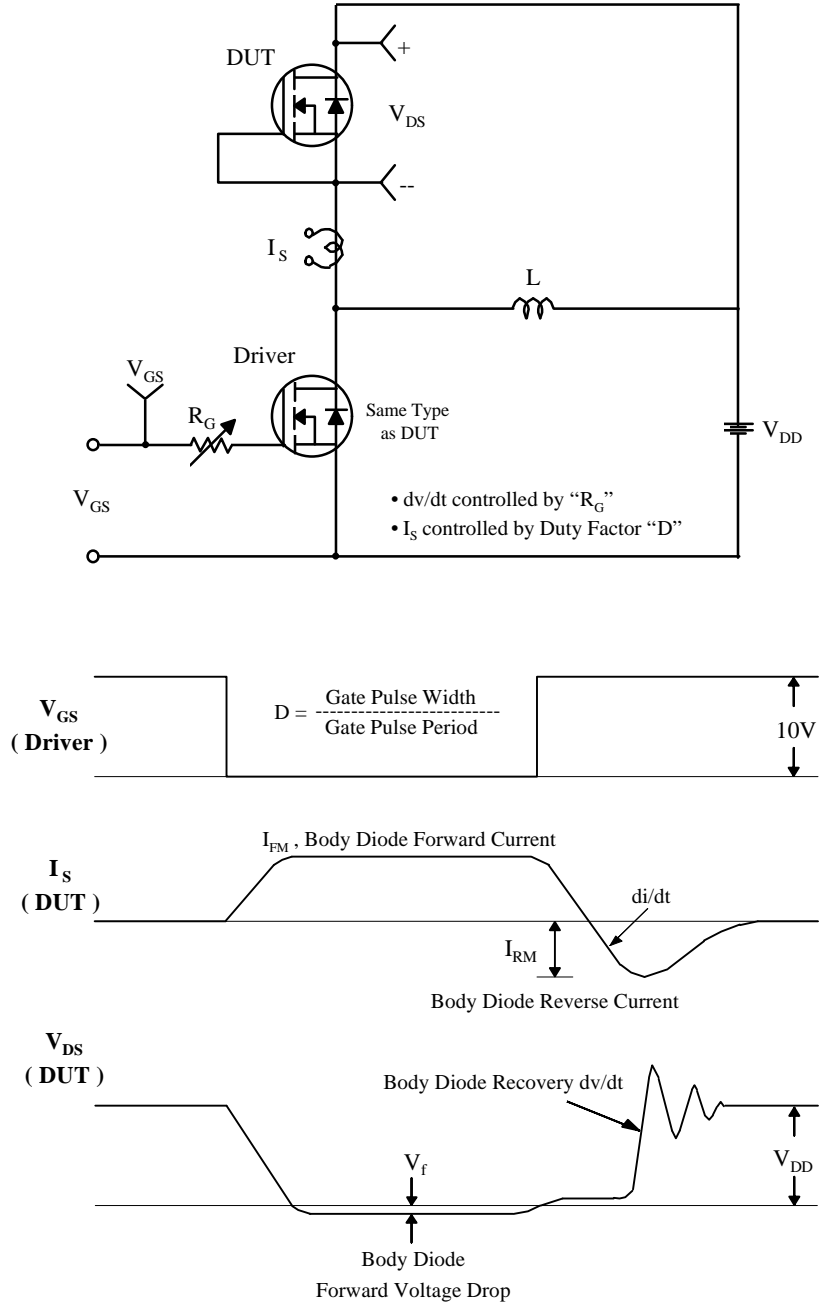 +
DUT
V_DS
--
I_S
L
Driver
V_GS
R_G
Same Type
as DUT
V_DD
V_GS
• dv/dt controlled by “R_G”
• I_S controlled by Duty Factor “D”
V_GS
( Driver )
D = Gate Pulse Width
--------------------------
Gate Pulse Period
10V
I_FM , Body Diode Forward Current
I_S
( DUT )
di/dt
I_RM
Body Diode Reverse Current
V_DS
( DUT )
Body Diode Recovery dv/dt
V_f
V_DD
Body Diode
Forward Voltage Drop